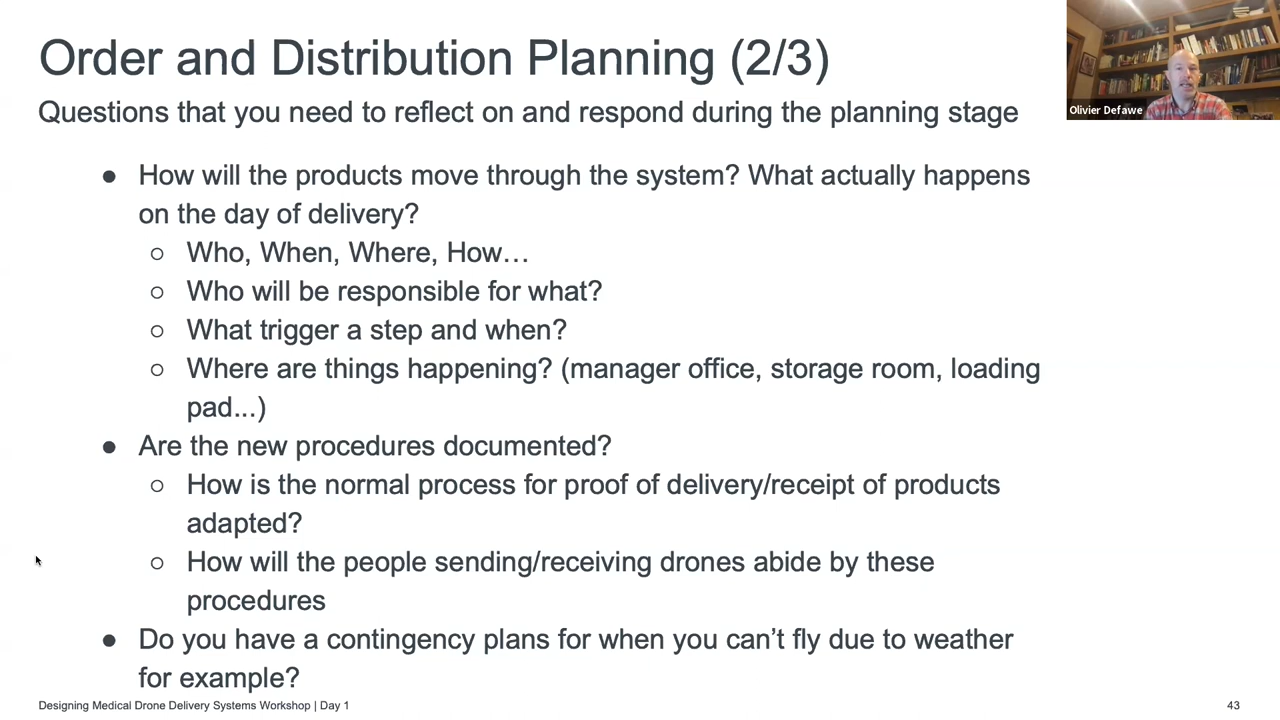 Order and Distribution Planning (2/3)
Questions that you need to reflect on and respond during the planning stage
Olivier Defawe
● How will the products move through the system? What actually happens
on the day of delivery?
○ Who, When, Where, How…
○ Who will be responsible for what?
○ What trigger a step and when?
○ Where are things happening? (manager office, storage room, loading
pad...)
● Are the new procedures documented?
○ How is the normal process for proof of delivery/receipt of products
adapted?
○ How will the people sending/receiving drones abide by these
procedures
● Do you have a contingency plans for when you can’t fly due to weather
for example?
Designing Medical Drone Delivery Systems Workshop | Day 1
43